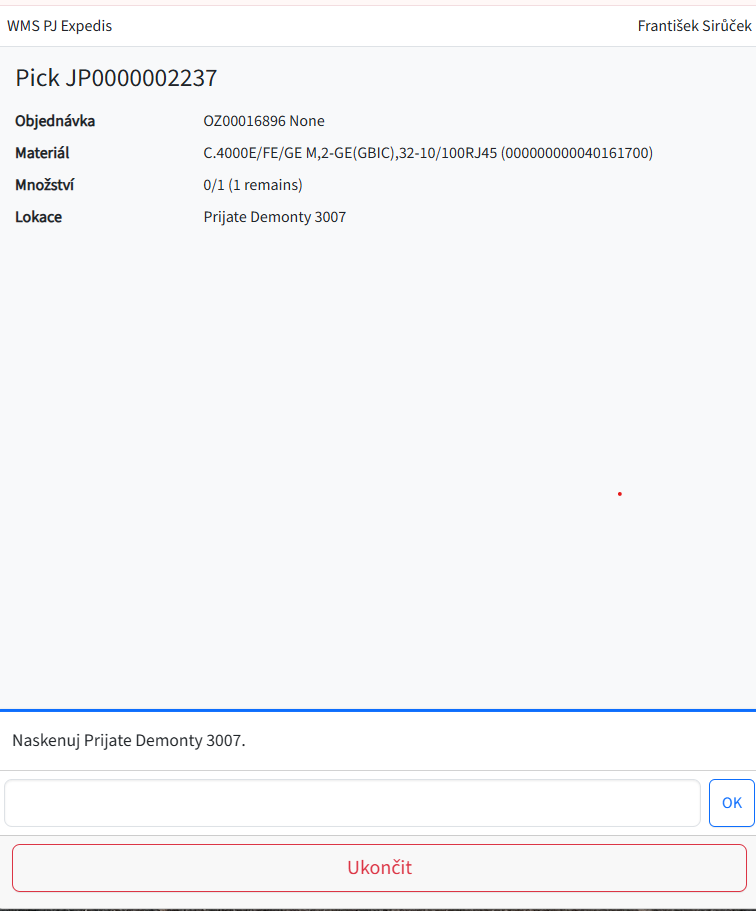 WMS PJ Expedis František Sirůček
Pick JP0000002237
Objednávka OZ00016896 None
Materiál C.4000E/FE/GE M,2-GE(GBIC),32-10/100RJ45 (000000000040161700)
Množství 0/1 (1 remains)
Lokace Prijate Demonty 3007
Naskenuj Prijate Demonty 3007.
OK
Ukončit